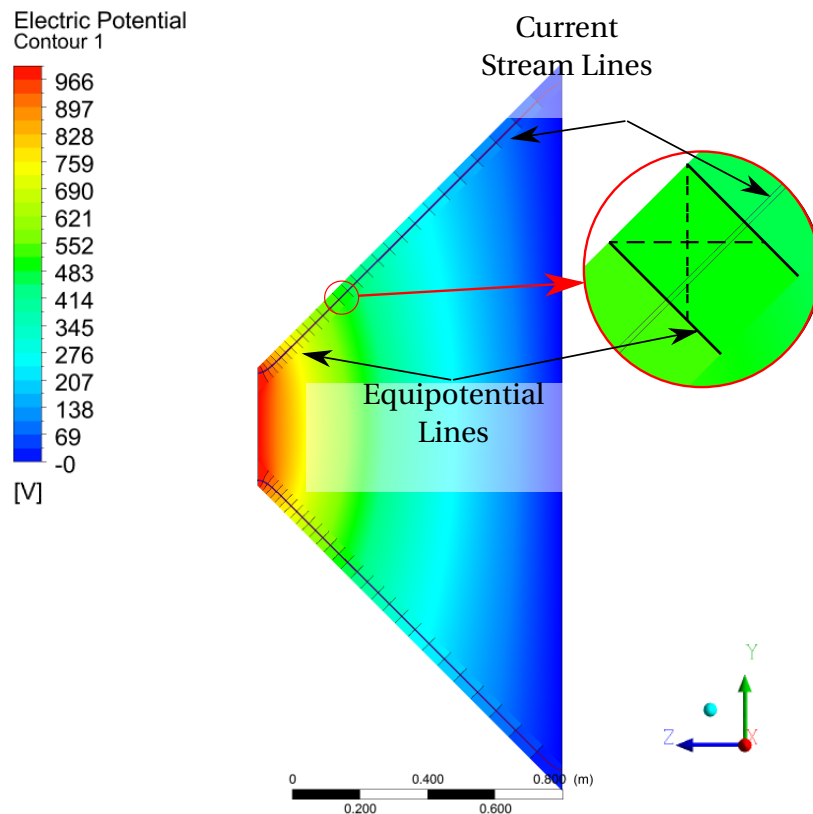 Electric Potential
Contour 1
966
897
828
759
690
621
552
483
414
345
276
207
138
69
-0
[V]
Current
Stream Lines
Equipotential
Lines
Y
Z
X
0
0.400
0.800 (m)
0.200
0.600